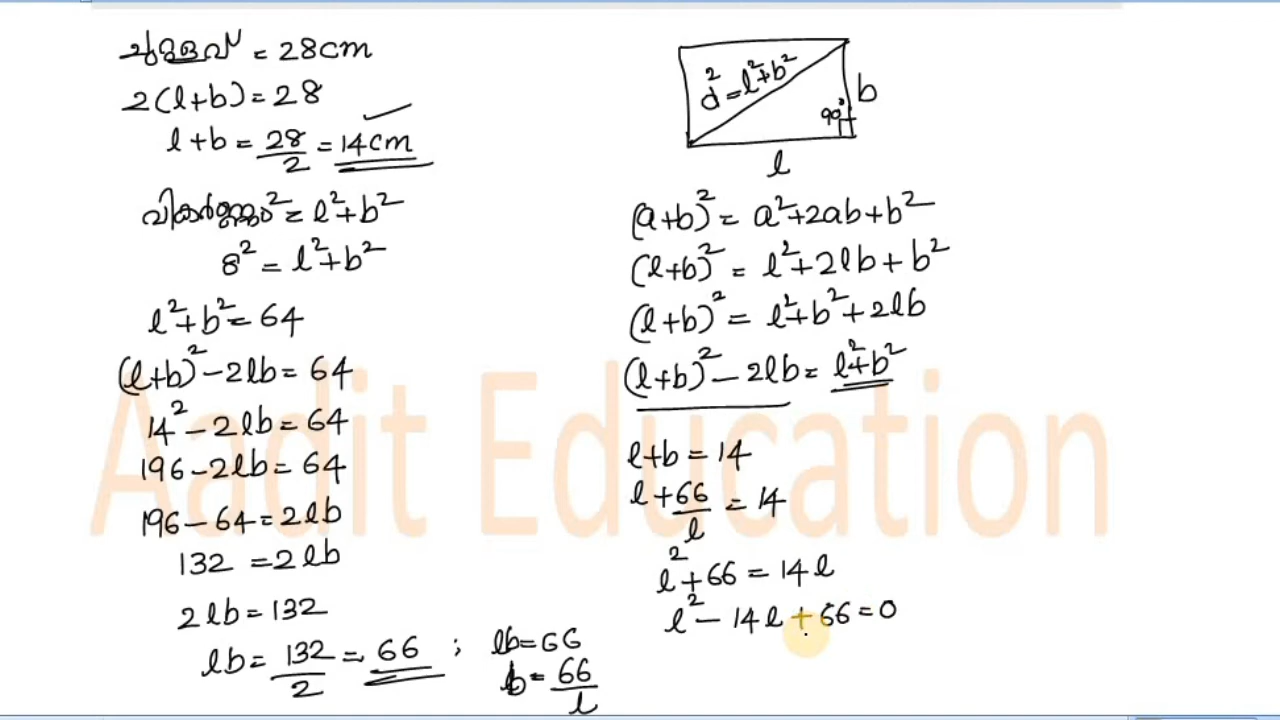 ചുറ്റളവ് = 28cm
2(l+b) = 28
l+b = 28/2 = 14cm
വികർണ്ണം² = l²+b²
8² = l²+b²
l²+b² = 64
(l+b)² - 2lb = 64
14² - 2lb = 64
196 - 2lb = 64
196 - 64 = 2lb
132 = 2lb
2lb = 132
lb = 132/2 = 66 ; lb = 66
b = 66/l
d² = l²+b²
b
90°
l
(a+b)² = a²+2ab+b²
(l+b)² = l²+2lb+b²
(l+b)² = l²+b²+2lb
(l+b)² - 2lb = l²+b²
l+b = 14
l + 66/l = 14
l²+66 = 14l
l² - 14l + 66 = 0
Aadit Education